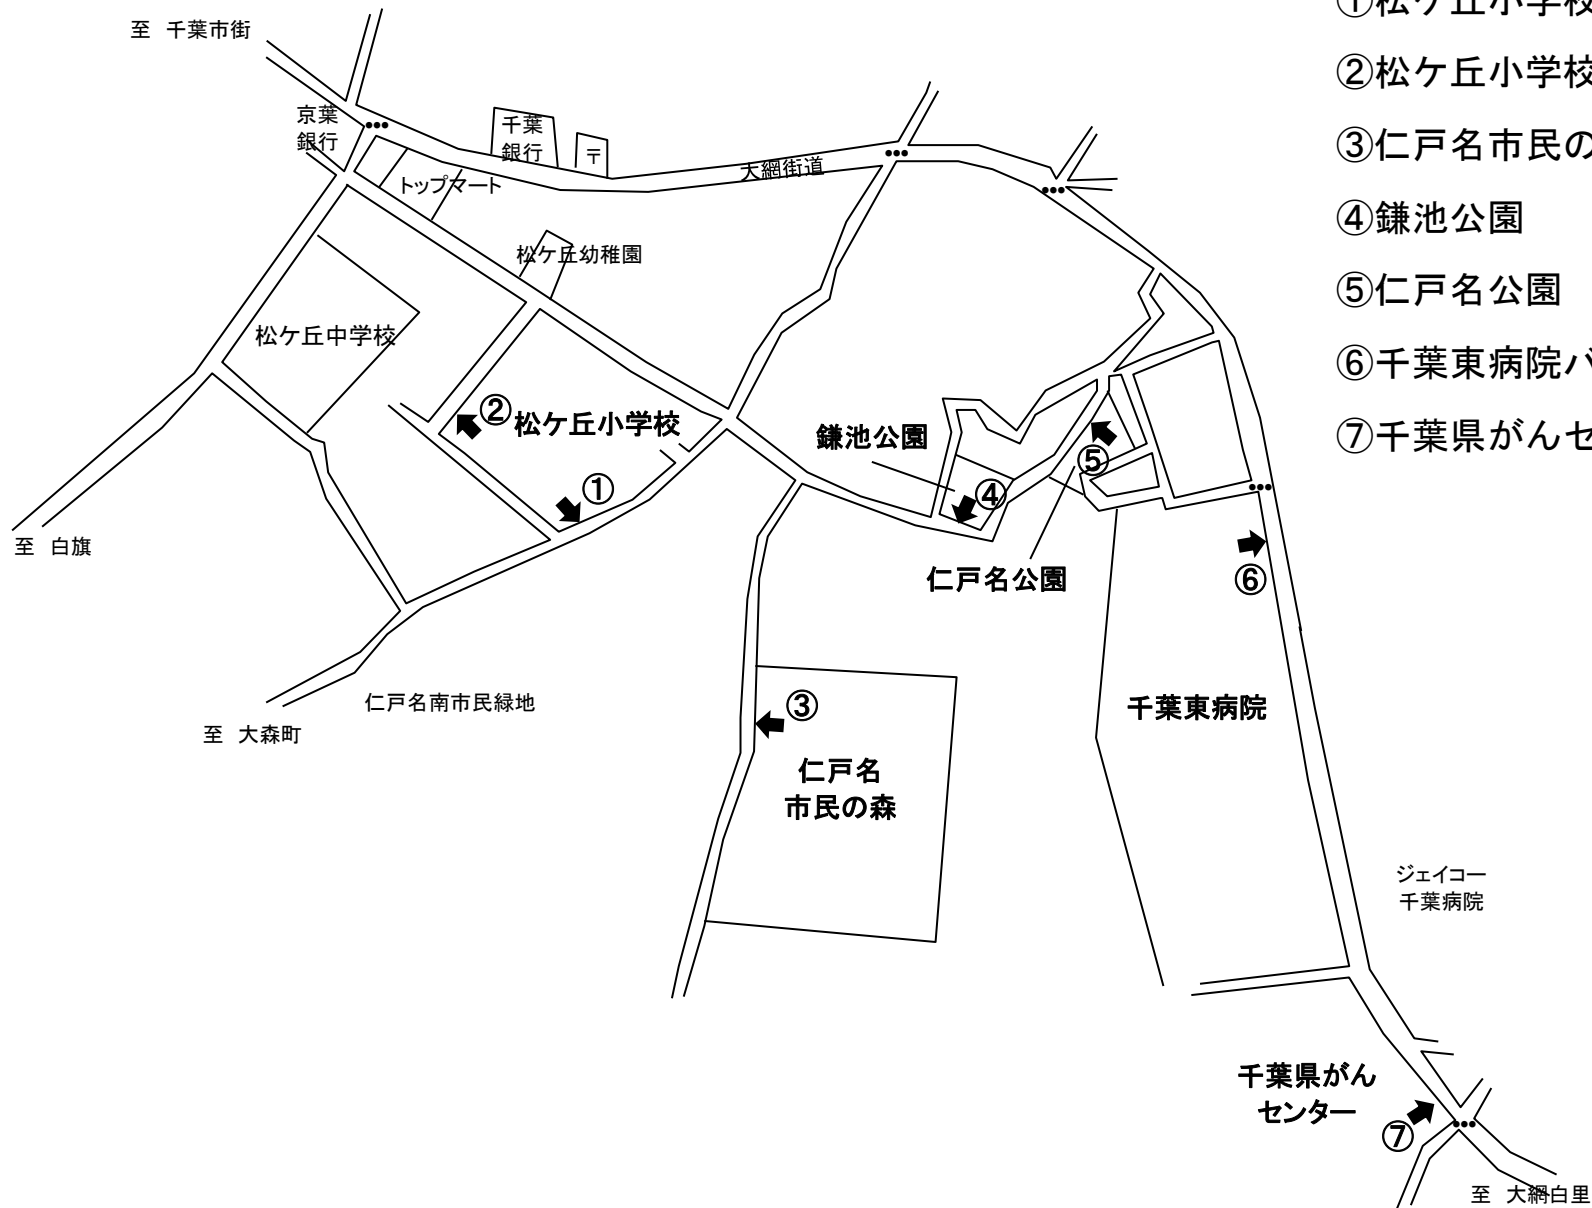 至 千葉市街
京葉
銀行
千葉
銀行
〒
大網街道
トップマート
松ケ丘幼稚園
松ケ丘中学校
②
松ケ丘小学校
①
至 白旗
鎌池公園
④
⑤
仁戸名公園
⑥
仁戸名南市民緑地
至 大森町
③
仁戸名
市民の森
千葉東病院
ジェイコー
千葉病院
千葉県がん
センター
⑦
至 大網白里
①松ケ丘小学校
②松ケ丘小学校
③仁戸名市民の
④鎌池公園
⑤仁戸名公園
⑥千葉東病院バ
⑦千葉県がんセ